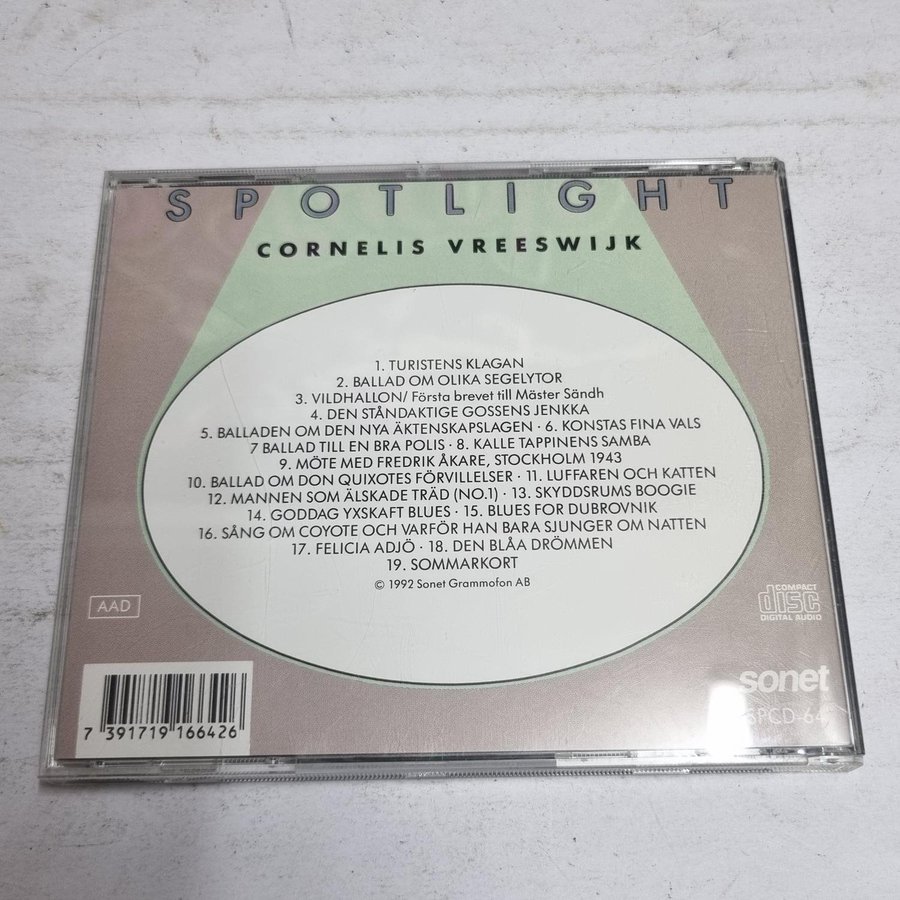 SPOTLIGHT
CORNELIS VREESWIJK
1. TURISTENS KLAGAN
2. BALLAD OM OLIKA SEGELYTOR
3. VILDHALLON/ Första brevet till Mäster Sändh
4. DEN STÅNDAKTIGE GOSSENS JENKKA
5. BALLADEN OM DEN NYA ÄKTENSKAPSLAGEN · 6. KONSTAS FINA VALS
7 BALLAD TILL EN BRA POLIS · 8. KALLE TAPPINENS SAMBA
9. MÖTE MED FREDRIK ÅKARE, STOCKHOLM 1943
10. BALLAD OM DON QUIXOTES FÖRVILLELSER · 11. LUFFAREN OCH KATTEN
12. MANNEN SOM ÄLSKADE TRÄD (NO.1) · 13. SKYDDSRUMS BOOGIE
14. GODDAG YXSKAFT BLUES · 15. BLUES FOR DUBROVNIK
16. SÅNG OM COYOTE OCH VARFÖR HAN BARA SJUNGER OM NATTEN
17. FELICIA ADJÖ · 18. DEN BLÅA DRÖMMEN
19. SOMMARKORT
© 1992 Sonet Grammofon AB
AAD
COMPACT
disc
DIGITAL AUDIO
sonet
SPCD-64
7 391719 166426